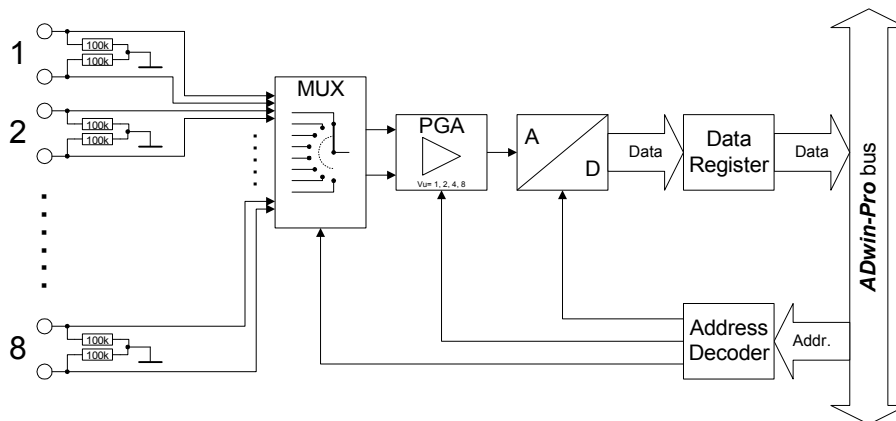 1
100k
100k
2
100k
100k
8
100k
100k
MUX
PGA
Vu= 1, 2, 4, 8
A
D
Data
Data
Register
Data
Address
Decoder
Addr.
ADwin-Pro bus